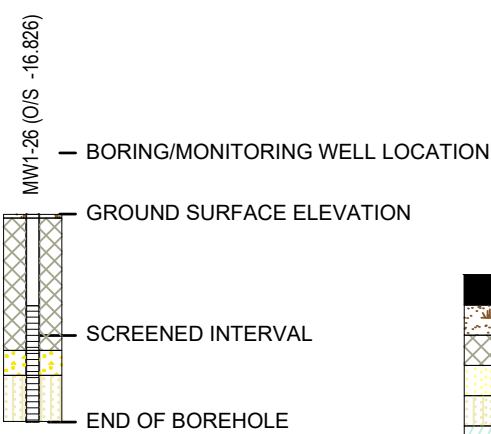 MW1-26 (O/S -16.826)
BORING/MONITORING WELL LOCATION
GROUND SURFACE ELEVATION
SCREENED INTERVAL
END OF BOREHOLE